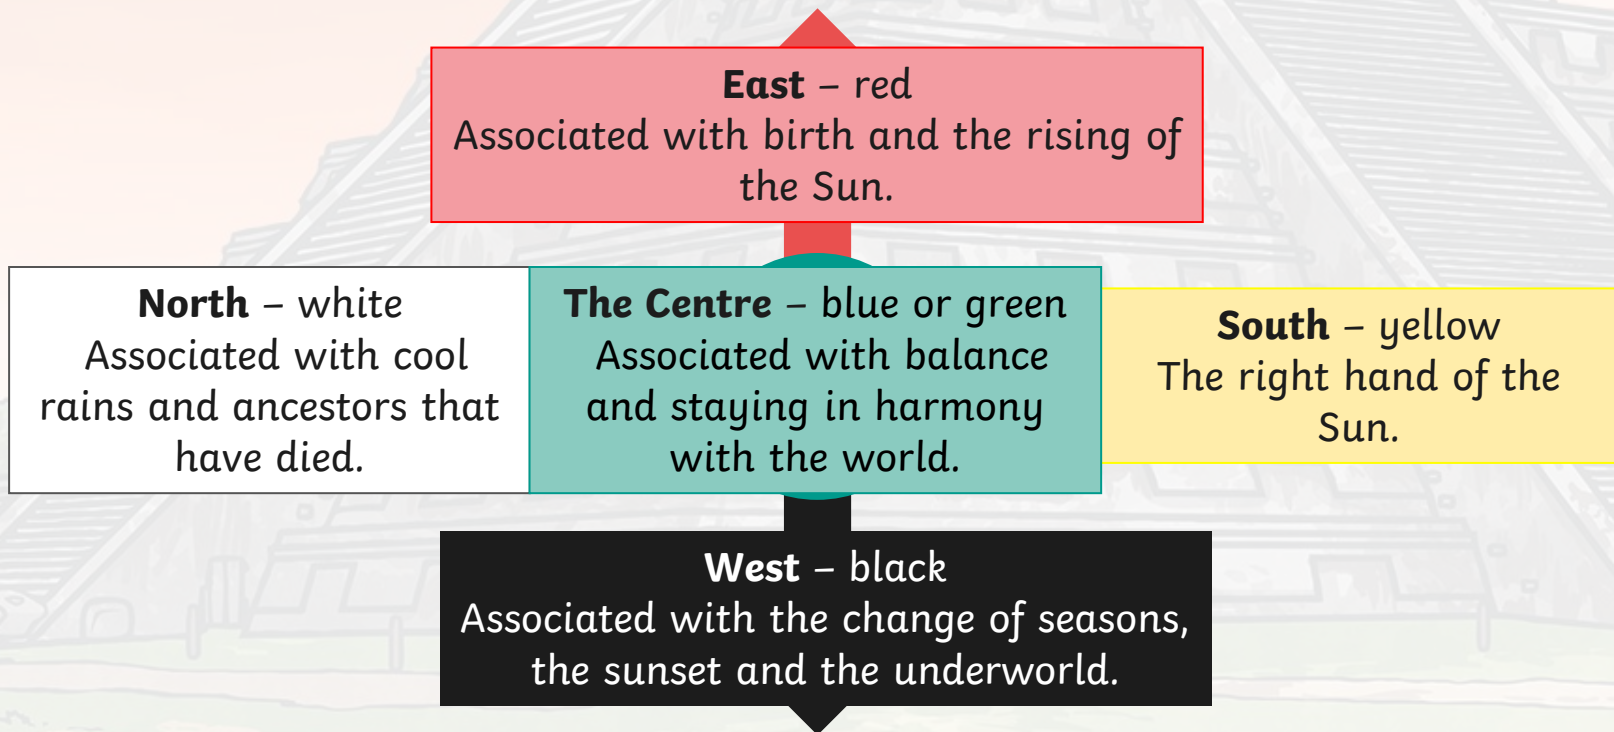 East – red
Associated with birth and the rising of
the Sun.
North – white
Associated with cool
rains and ancestors that
have died.
The Centre – blue or green
Associated with balance
and staying in harmony
with the world.
South – yellow
The right hand of the
Sun.
West – black
Associated with the change of seasons,
the sunset and the underworld.